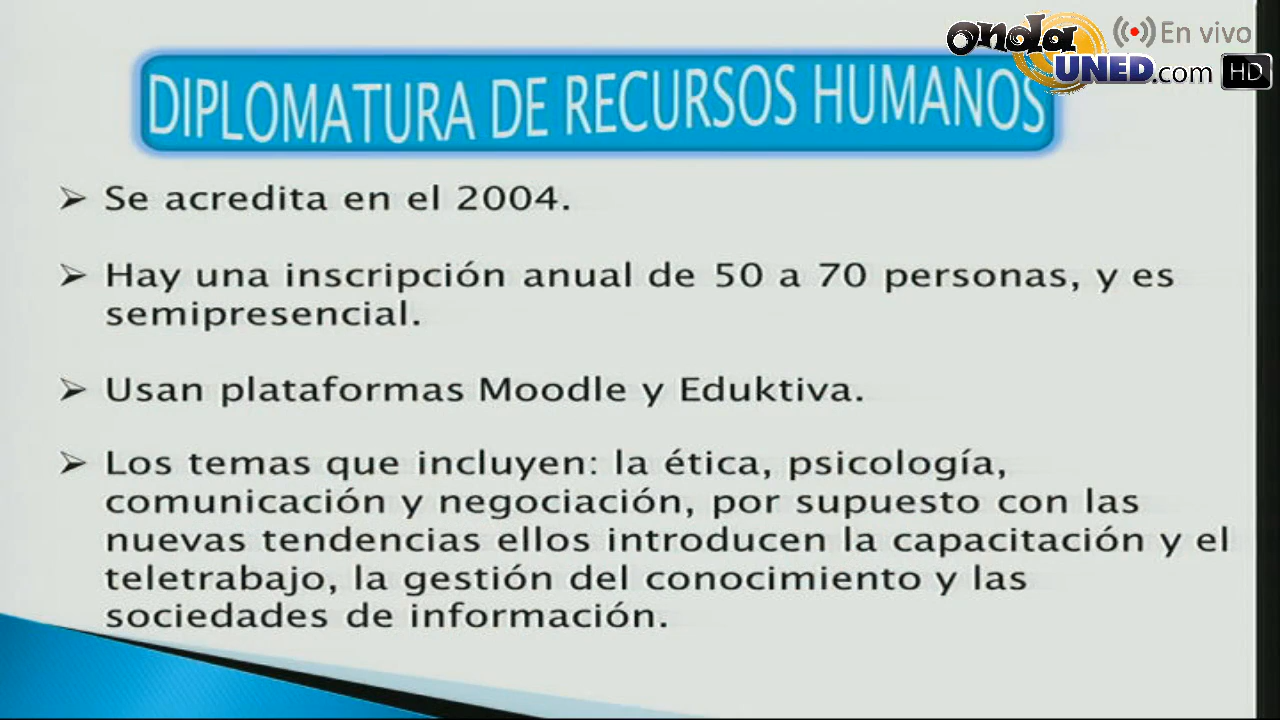 onda
UNED.com
En vivo
HD
DIPLOMATURA DE RECURSOS HUMANOS
➢ Se acredita en el 2004.
➢ Hay una inscripción anual de 50 a 70 personas, y es
semipresencial.
➢ Usan plataformas Moodle y Eduktiva.
➢ Los temas que incluyen: la ética, psicología,
comunicación y negociación, por supuesto con las
nuevas tendencias ellos introducen la capacitación y el
teletrabajo, la gestión del conocimiento y las
sociedades de información.